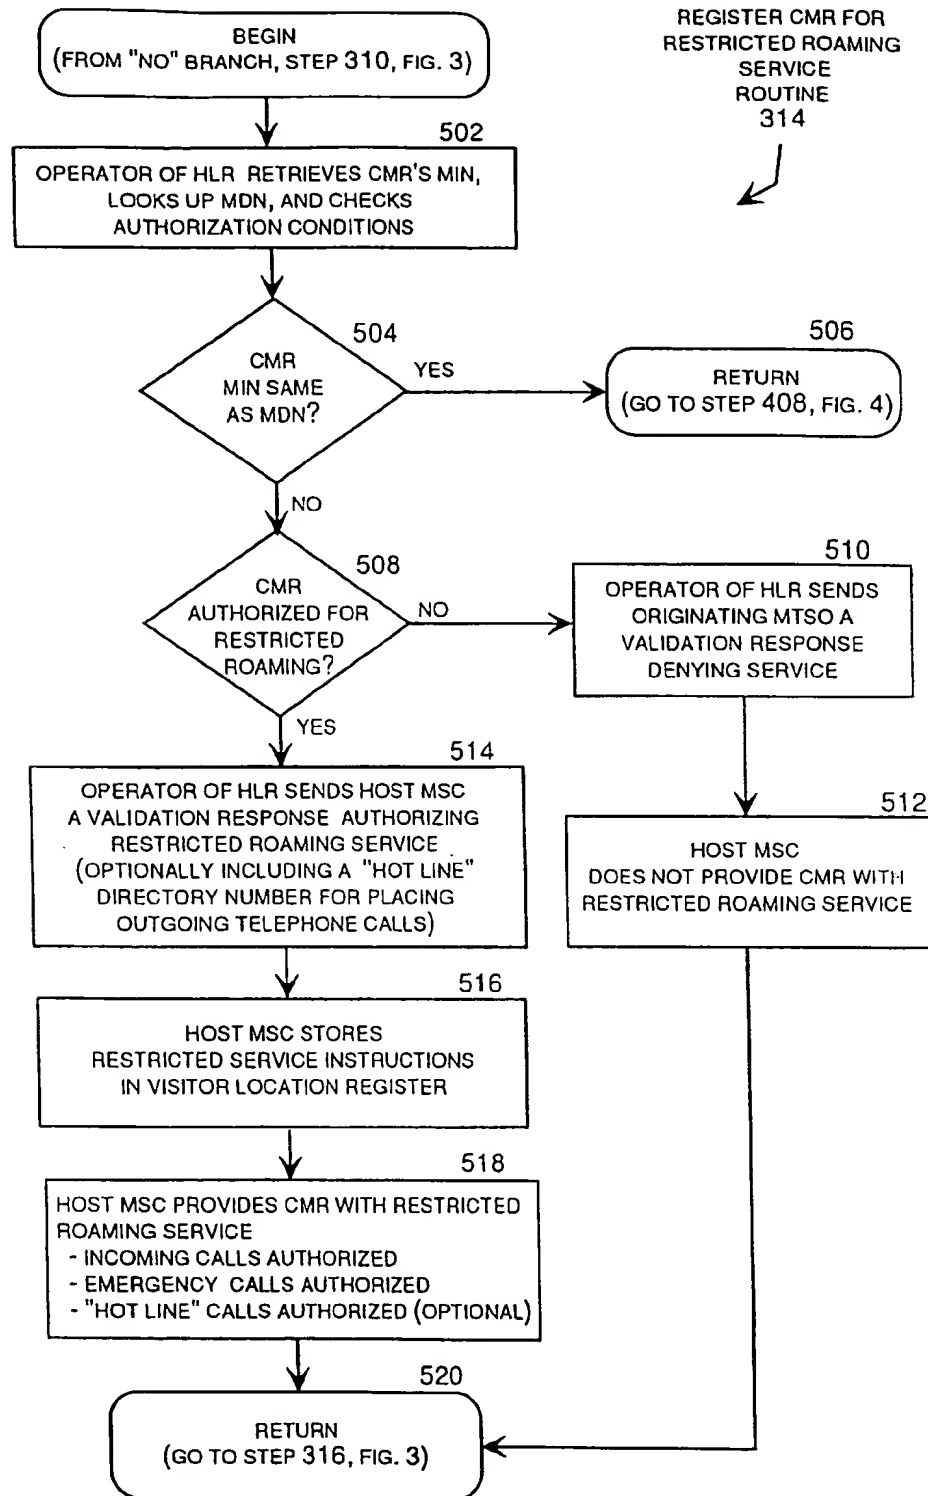 BEGIN
(FROM "NO" BRANCH, STEP 310, FIG. 3)
REGISTER CMR FOR
RESTRICTED ROAMING
SERVICE
ROUTINE
314
502
OPERATOR OF HLR RETRIEVES CMR'S MIN,
LOOKS UP MDN, AND CHECKS
AUTHORIZATION CONDITIONS
504
CMR
MIN SAME
AS MDN?
YES
506
RETURN
(GO TO STEP 408, FIG. 4)
NO
508
CMR
AUTHORIZED FOR
RESTRICTED
ROAMING?
NO
510
OPERATOR OF HLR SENDS
ORIGINATING MTSO A
VALIDATION RESPONSE
DENYING SERVICE
YES
514
OPERATOR OF HLR SENDS HOST MSC
A VALIDATION RESPONSE AUTHORIZING
RESTRICTED ROAMING SERVICE
(OPTIONALLY INCLUDING A "HOT LINE"
DIRECTORY NUMBER FOR PLACING
OUTGOING TELEPHONE CALLS)
512
HOST MSC
DOES NOT PROVIDE CMR WITH
RESTRICTED ROAMING SERVICE
516
HOST MSC STORES
RESTRICTED SERVICE INSTRUCTIONS
IN VISITOR LOCATION REGISTER
518
HOST MSC PROVIDES CMR WITH RESTRICTED
ROAMING SERVICE
- INCOMING CALLS AUTHORIZED
- EMERGENCY CALLS AUTHORIZED
- "HOT LINE" CALLS AUTHORIZED (OPTIONAL)
520
RETURN
(GO TO STEP 316, FIG. 3)